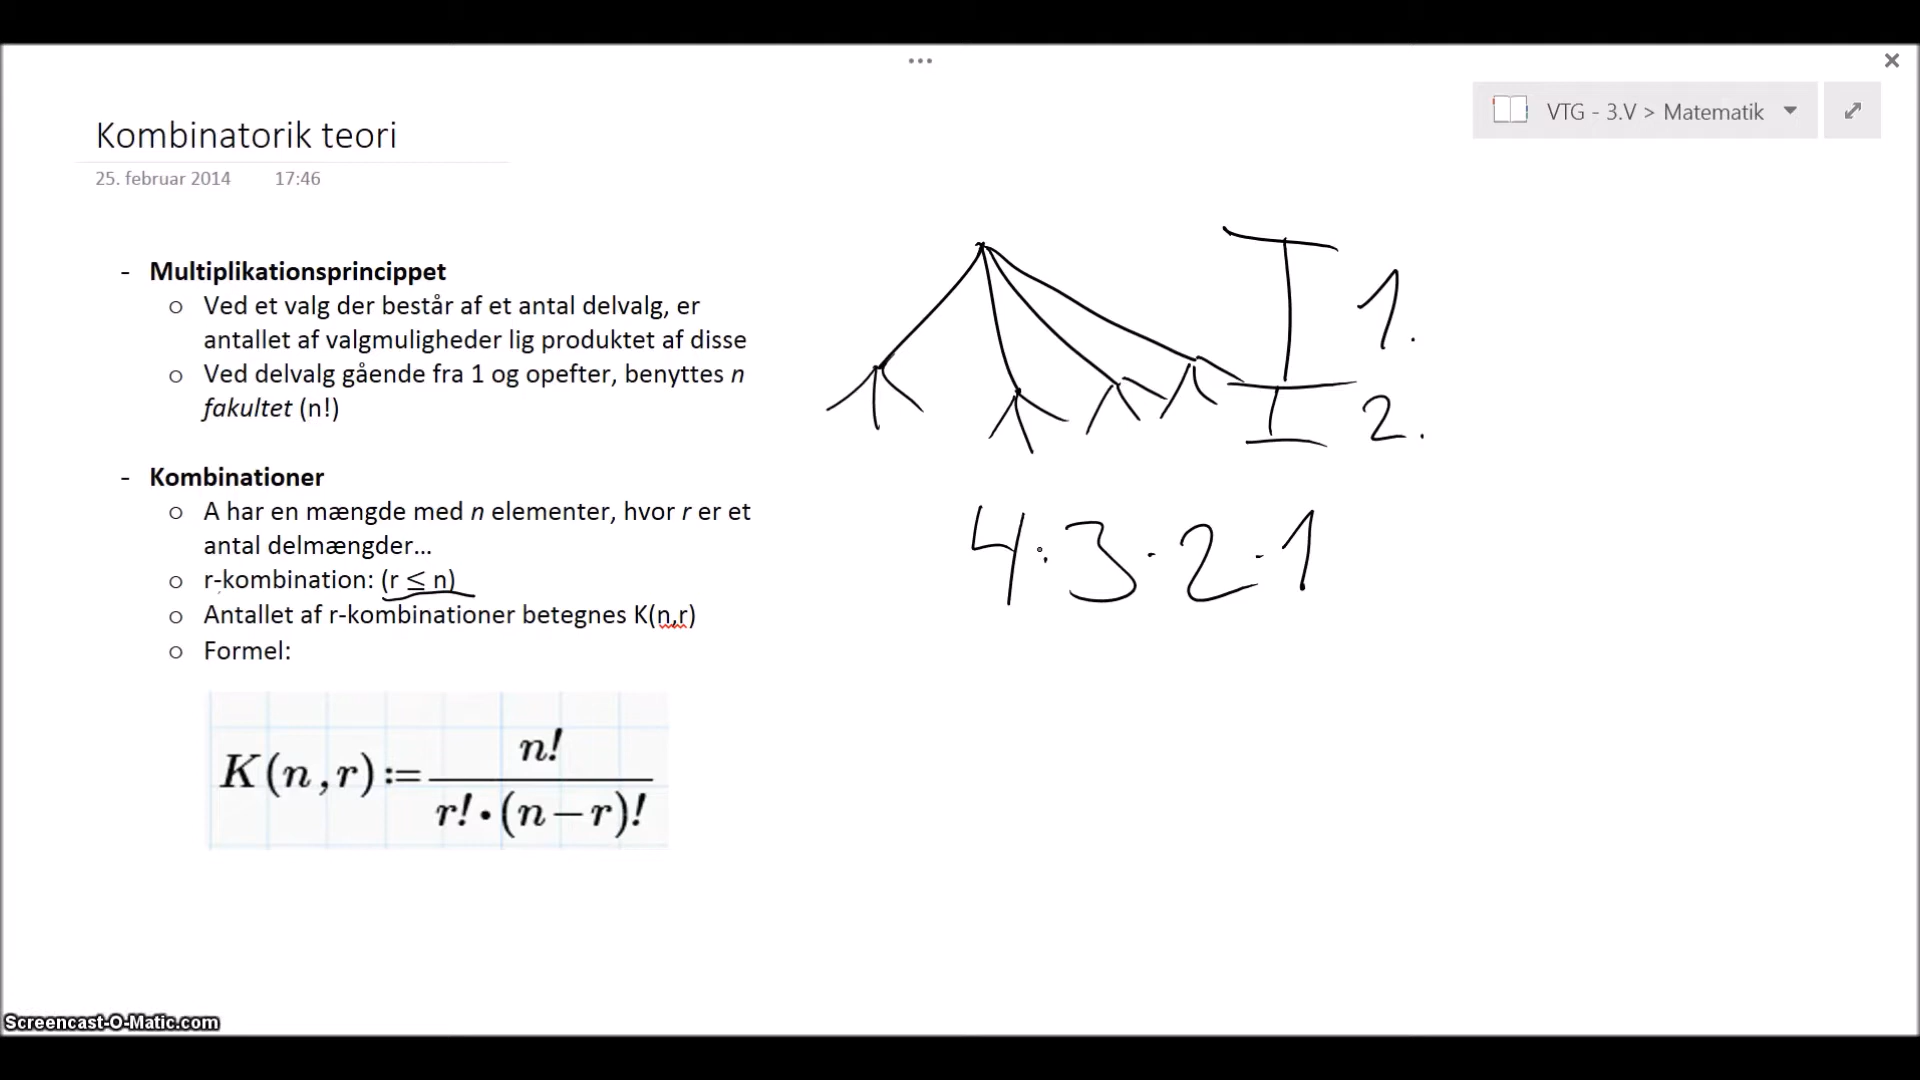 VTG - 3.V > Matematik
Kombinatorik teori
25. februar 2014 17:46
- Multiplikationsprincippet
o Ved et valg der består af et antal delvalg, er
antallet af valgmuligheder lig produktet af disse
o Ved delvalg gående fra 1 og opefter, benyttes n
fakultet (n!)
- Kombinationer
o A har en mængde med n elementer, hvor r er et
antal delmængder...
o r-kombination: (r ≤ n)
o Antallet af r-kombinationer betegnes K(n,r)
o Formel:
K(n,r):= n! / r!•(n−r)!
1.
2.
4·3·2·1
Screencast-O-Matic.com